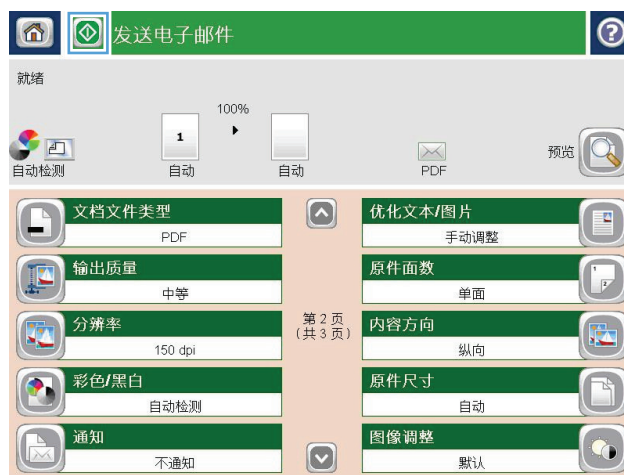 发送电子邮件
就绪
100%
1
自动检测
自动
自动
PDF
预览
文档文件类型
PDF
优化文本/图片
手动调整
输出质量
中等
原件面数
单面
分辨率
150 dpi
第 2 页
(共 3 页)
内容方向
纵向
彩色/黑白
自动检测
原件尺寸
自动
通知
不通知
图像调整
默认